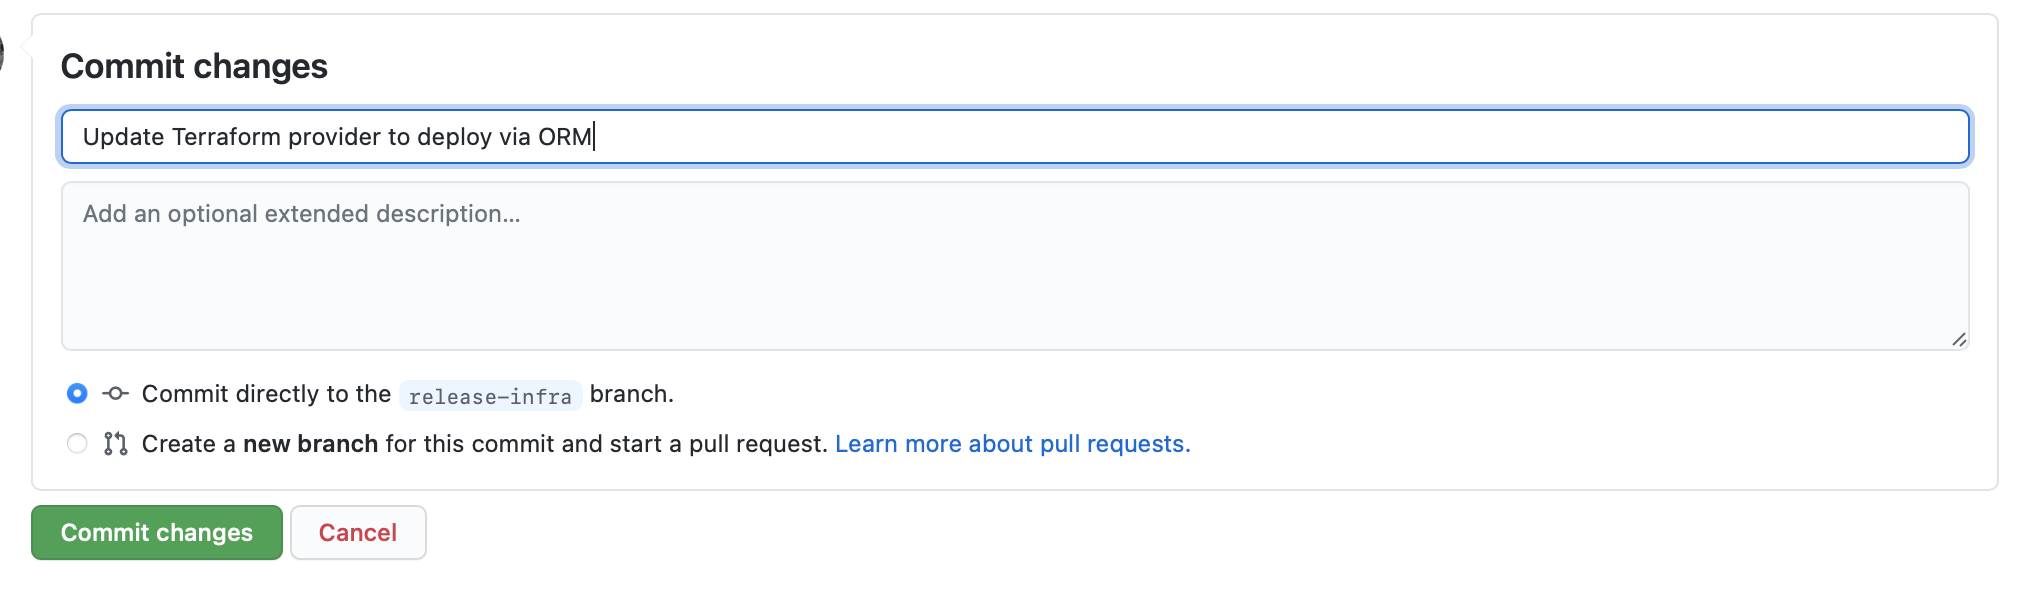 Commit changes
Update Terraform provider to deploy via ORM
Add an optional extended description...
Commit directly to the release-infra branch.
Create a new branch for this commit and start a pull request. Learn more about pull requests.
Commit changes Cancel